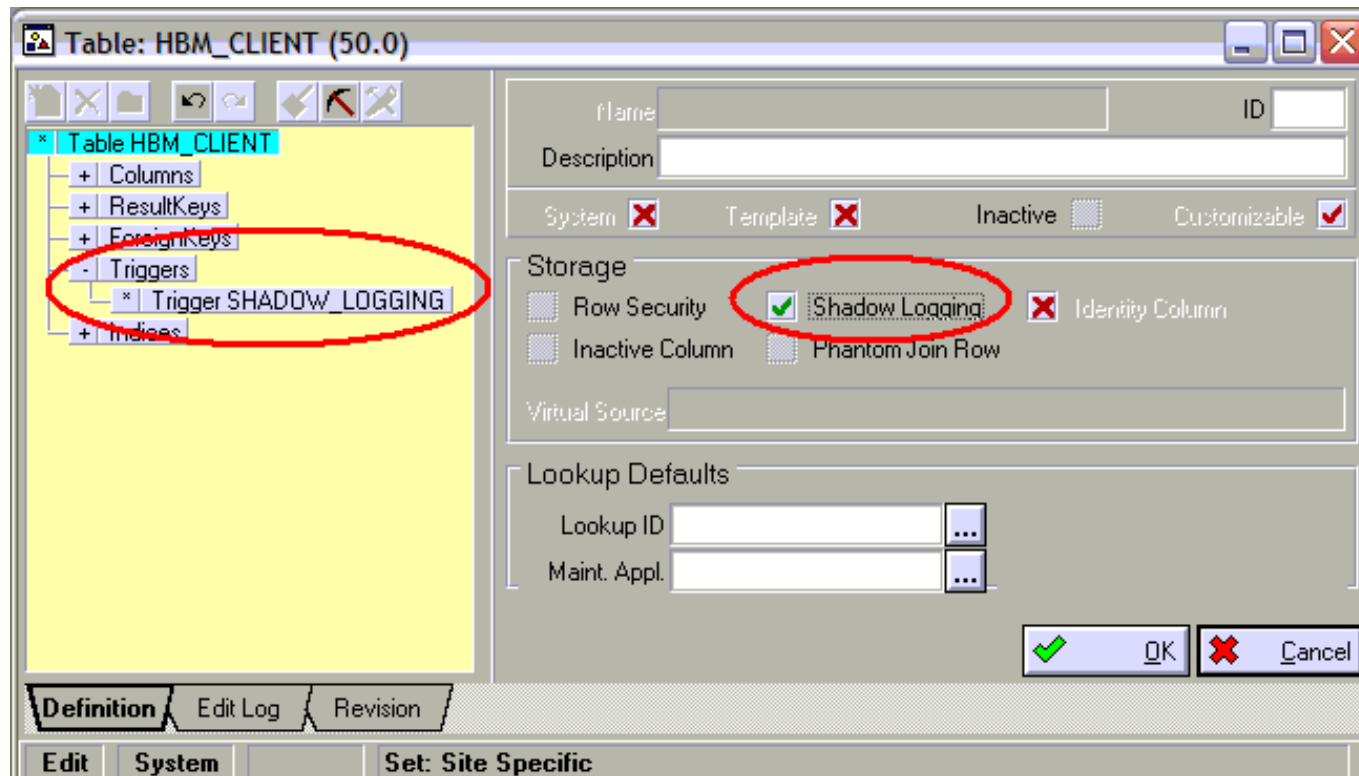 Table: HBM_CLIENT (50.0)
* Table HBM_CLIENT
+ Columns
+ ResultKeys
+ ForeignKeys
- Triggers
* Trigger SHADOW_LOGGING
+ Indices
Name ID
Description
System Template Inactive Customizable
Storage
Row Security Shadow Logging Identity Column
Inactive Column Phantom Join Row
Virtual Source
Lookup Defaults
Lookup ID ...
Maint. Appl. ...
OK Cancel
Definition Edit Log Revision
Edit System Set: Site Specific